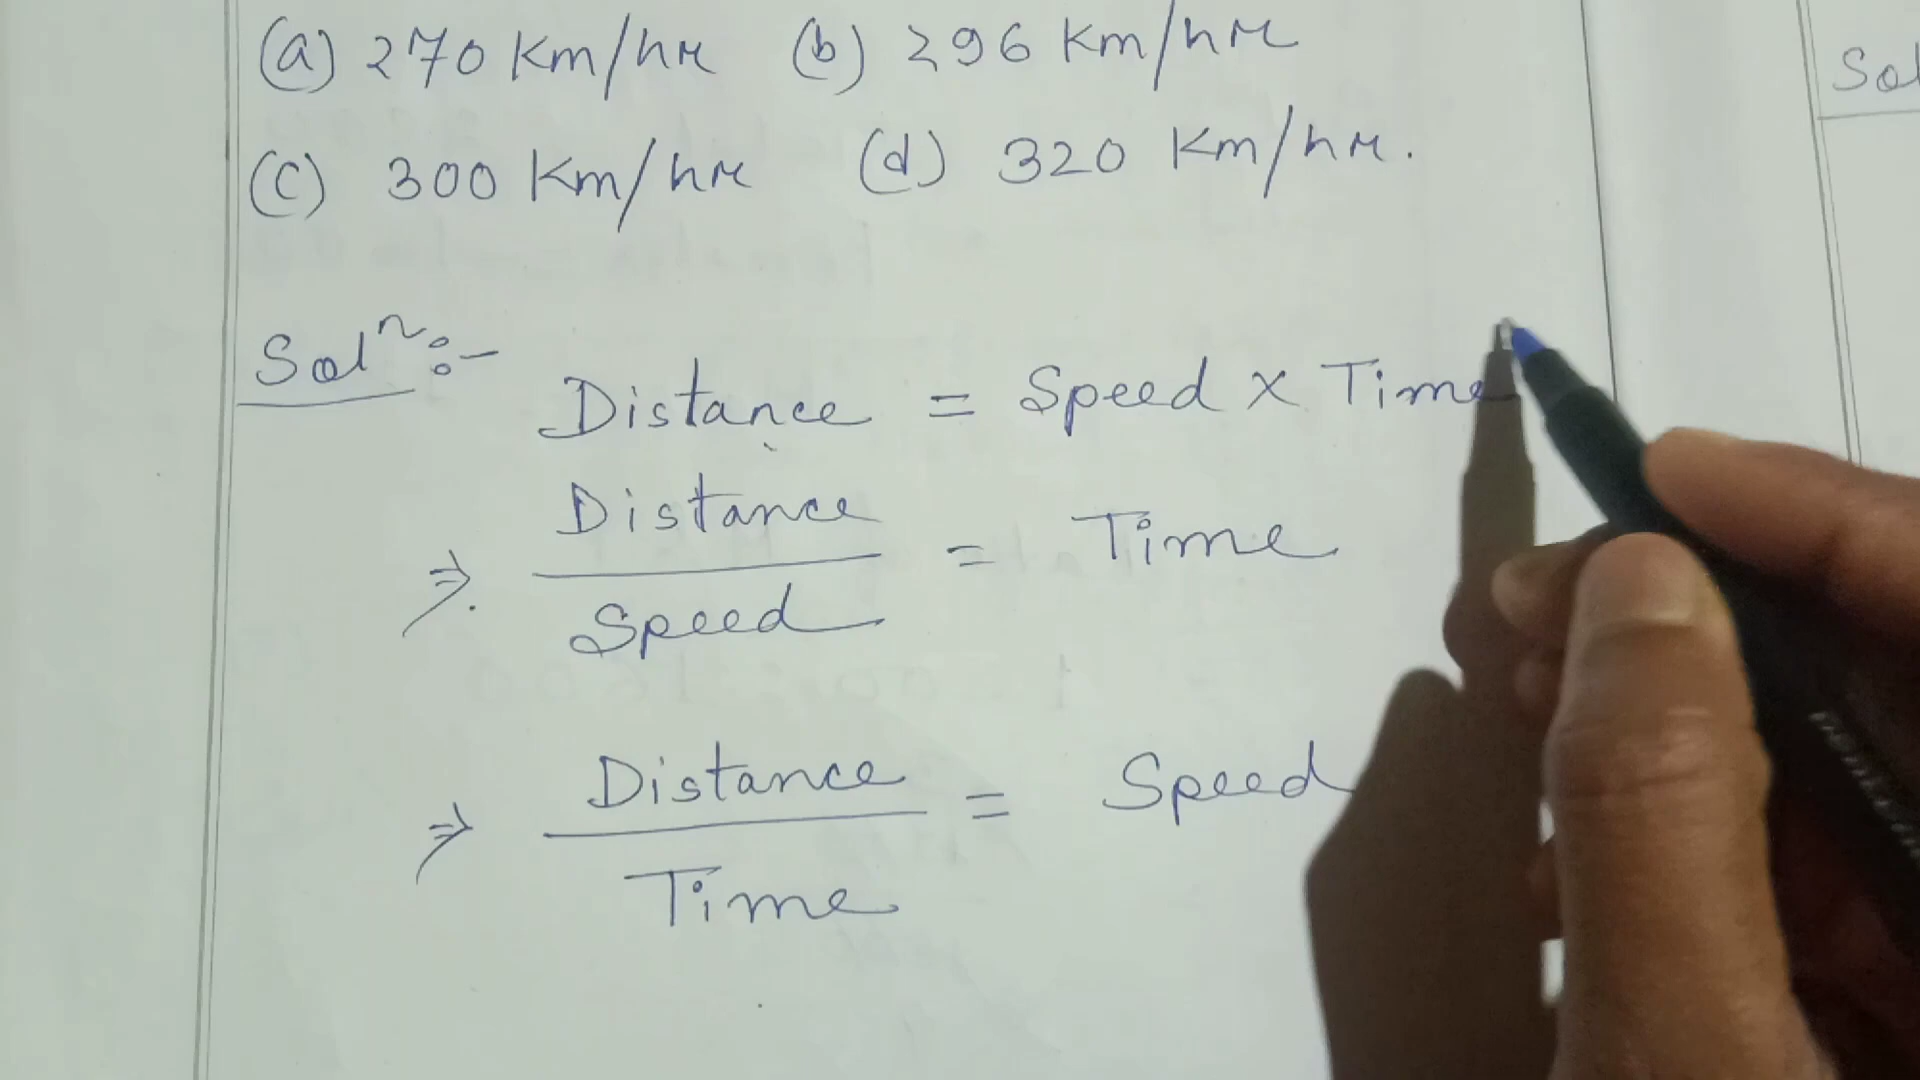 (a) 270 Km/hr (b) 296 Km/hr
(c) 300 Km/hr (d) 320 Km/hr.
Solⁿ :-
Distance = Speed × Time
⇒ Distance / Speed = Time
⇒ Distance / Time = Speed
Sol